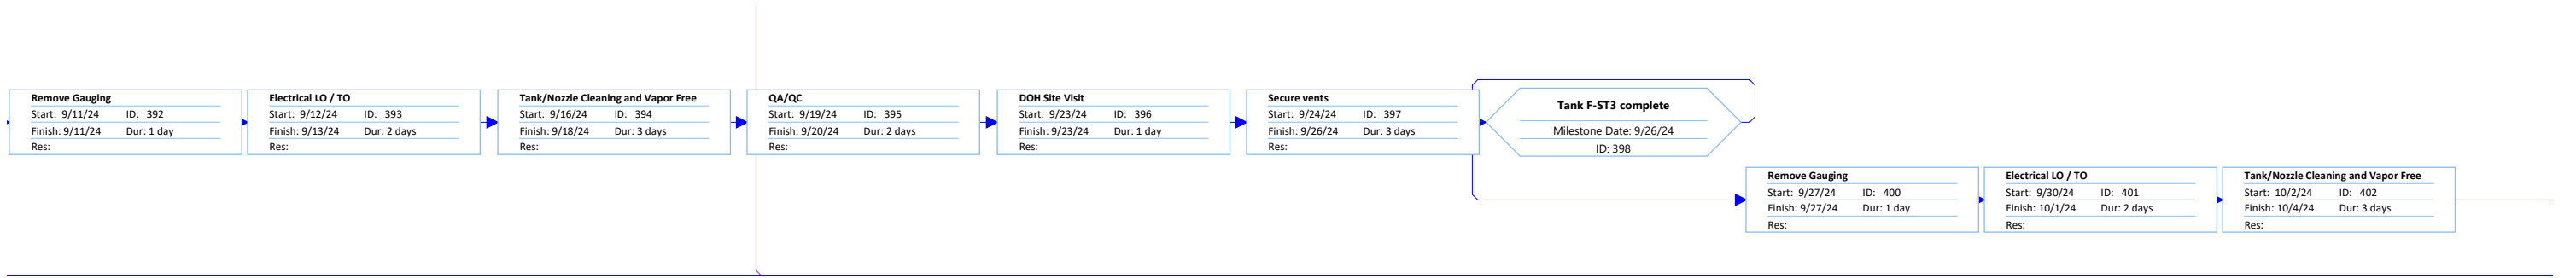 Remove Gauging
Start: 9/11/24 ID: 392
Finish: 9/11/24 Dur: 1 day
Res:
Electrical LO / TO
Start: 9/12/24 ID: 393
Finish: 9/13/24 Dur: 2 days
Res:
Tank/Nozzle Cleaning and Vapor Free
Start: 9/16/24 ID: 394
Finish: 9/18/24 Dur: 3 days
Res:
QA/QC
Start: 9/19/24 ID: 395
Finish: 9/20/24 Dur: 2 days
Res:
DOH Site Visit
Start: 9/23/24 ID: 396
Finish: 9/23/24 Dur: 1 day
Res:
Secure vents
Start: 9/24/24 ID: 397
Finish: 9/26/24 Dur: 3 days
Res:
Tank F-ST3 complete
Milestone Date: 9/26/24
ID: 398
Remove Gauging
Start: 9/27/24 ID: 400
Finish: 9/27/24 Dur: 1 day
Res:
Electrical LO / TO
Start: 9/30/24 ID: 401
Finish: 10/1/24 Dur: 2 days
Res:
Tank/Nozzle Cleaning and Vapor Free
Start: 10/2/24 ID: 402
Finish: 10/4/24 Dur: 3 days
Res: